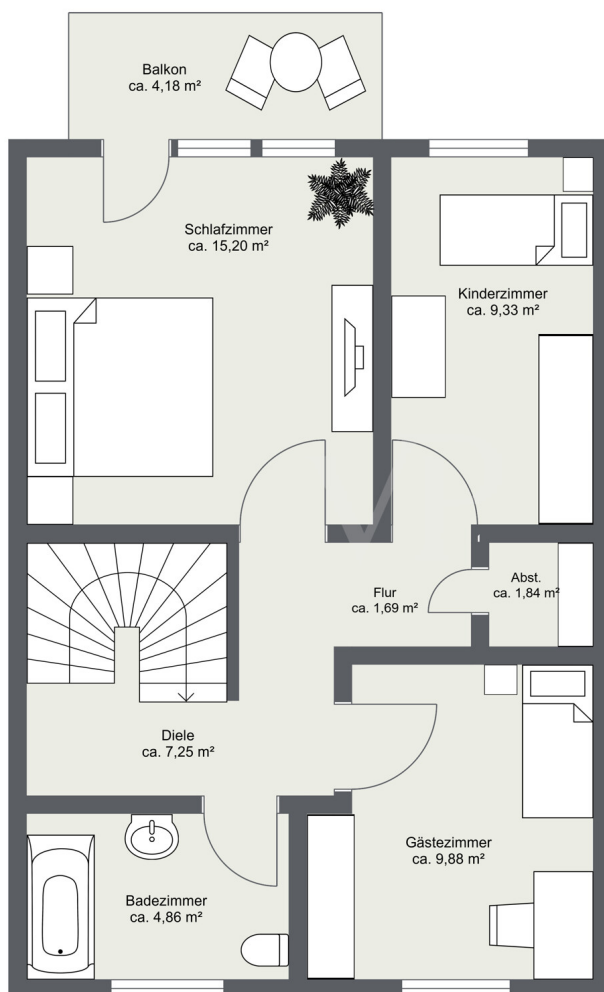 Balkon
ca. 4,18 m²
Schlafzimmer
ca. 15,20 m²
Kinderzimmer
ca. 9,33 m²
Flur
ca. 1,69 m²
Abst.
ca. 1,84 m²
Diele
ca. 7,25 m²
Gästezimmer
ca. 9,88 m²
Badezimmer
ca. 4,86 m²